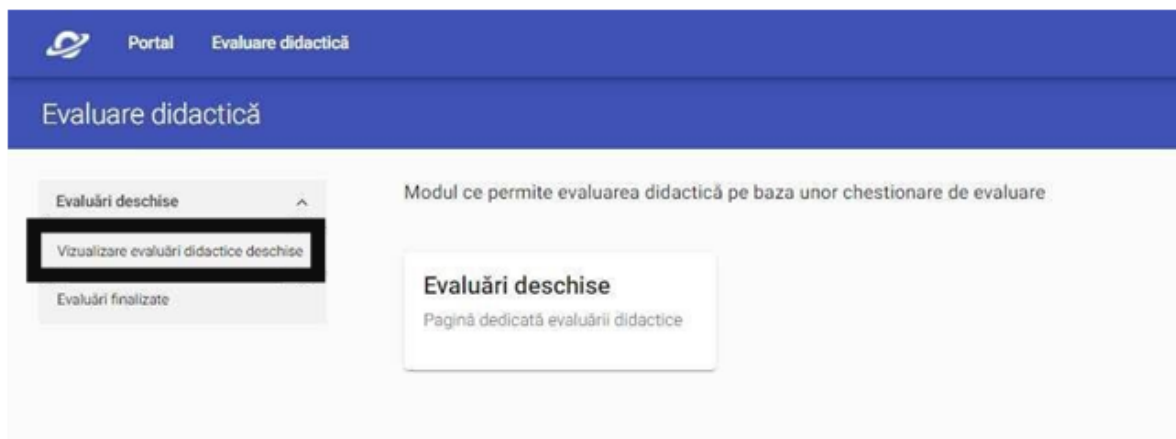 Portal Evaluare didactică
Evaluare didactică
Evaluări deschise
Vizualizare evaluări didactice deschise
Evaluări finalizate
Modul ce permite evaluarea didactică pe baza unor chestionare de evaluare
Evaluări deschise
Pagină dedicată evaluării didactice